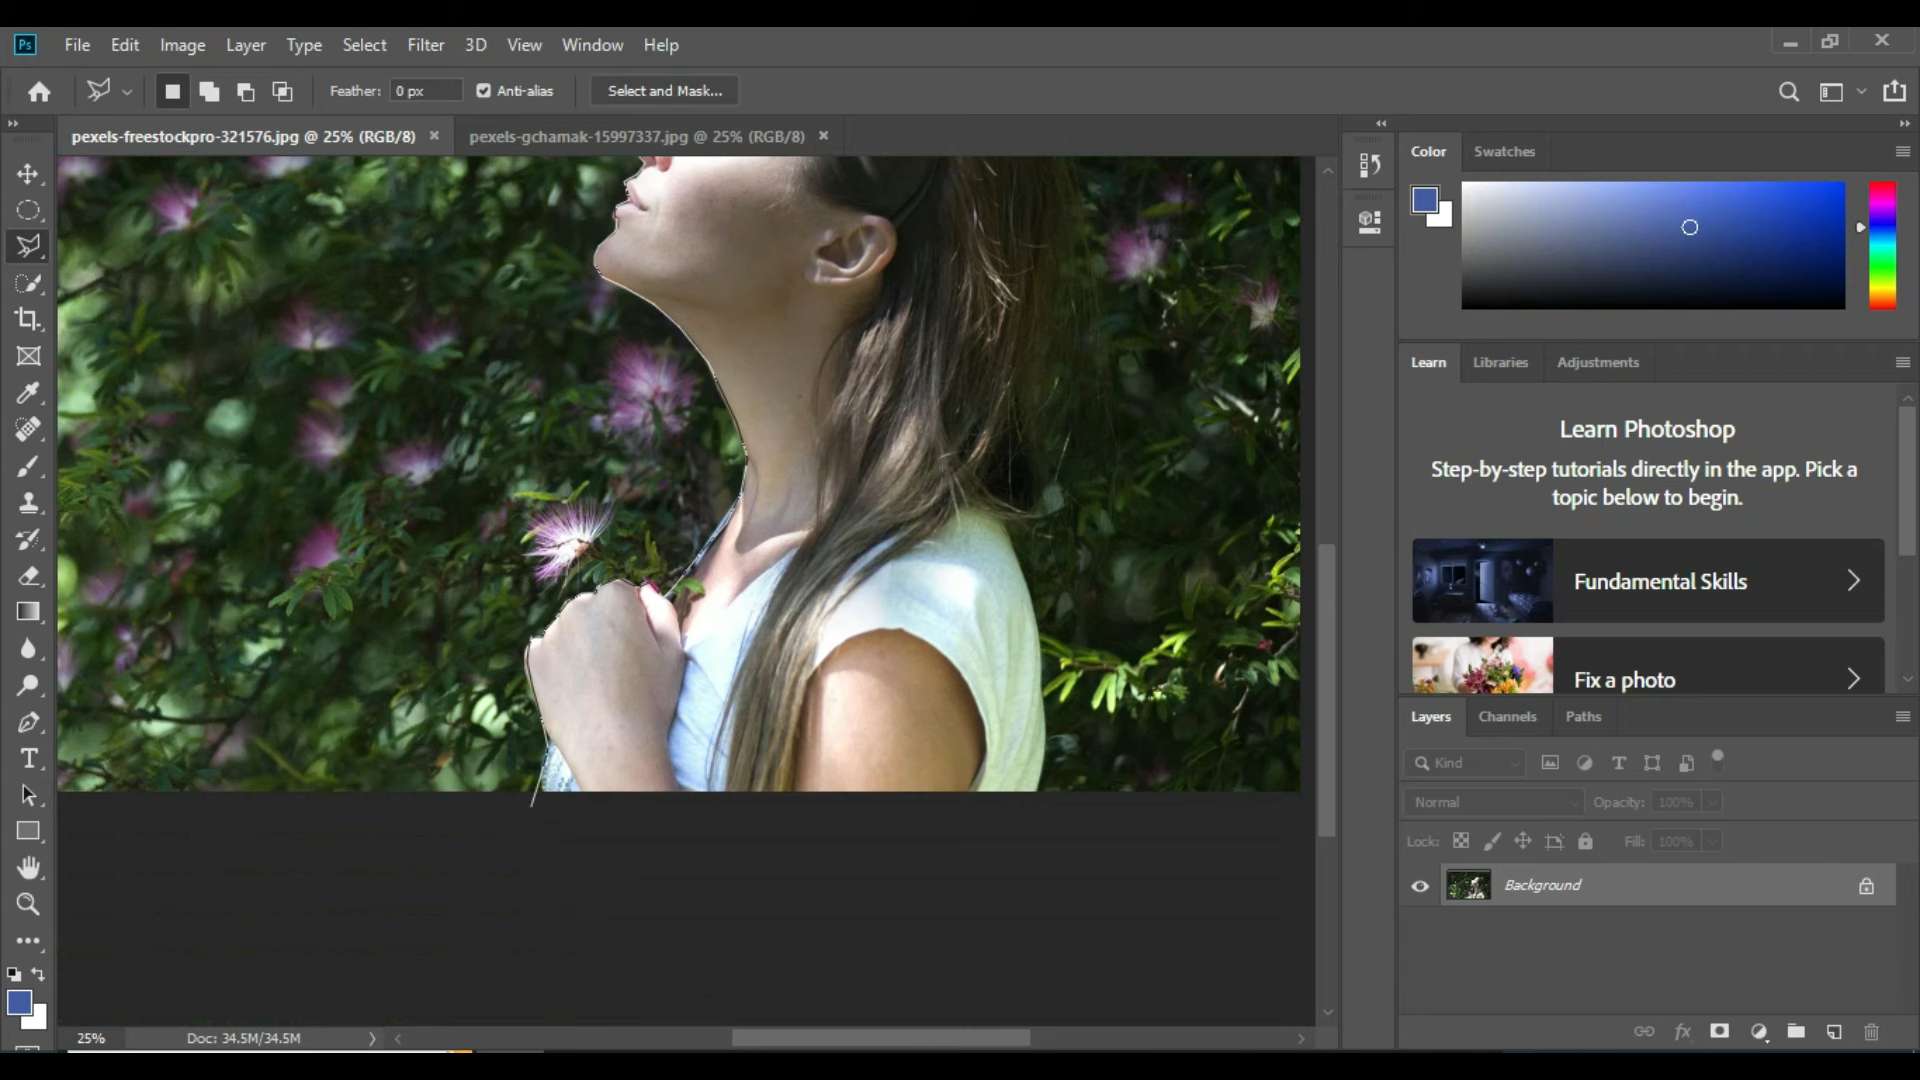 Ps File Edit Image Layer Type Select Filter 3D View Window Help
Feather: 0 px Anti-alias Select and Mask...
pexels-freestockpro-321576.jpg @ 25% (RGB/8) pexels-gchamak-15997337.jpg @ 25% (RGB/8)
Color Swatches
Learn Libraries Adjustments
Learn Photoshop
Step-by-step tutorials directly in the app. Pick a
topic below to begin.
Fundamental Skills
Fix a photo
Layers Channels Paths
Kind
Normal Opacity: 100%
Lock: Fill: 100%
Background
25% Doc: 34.5M/34.5M